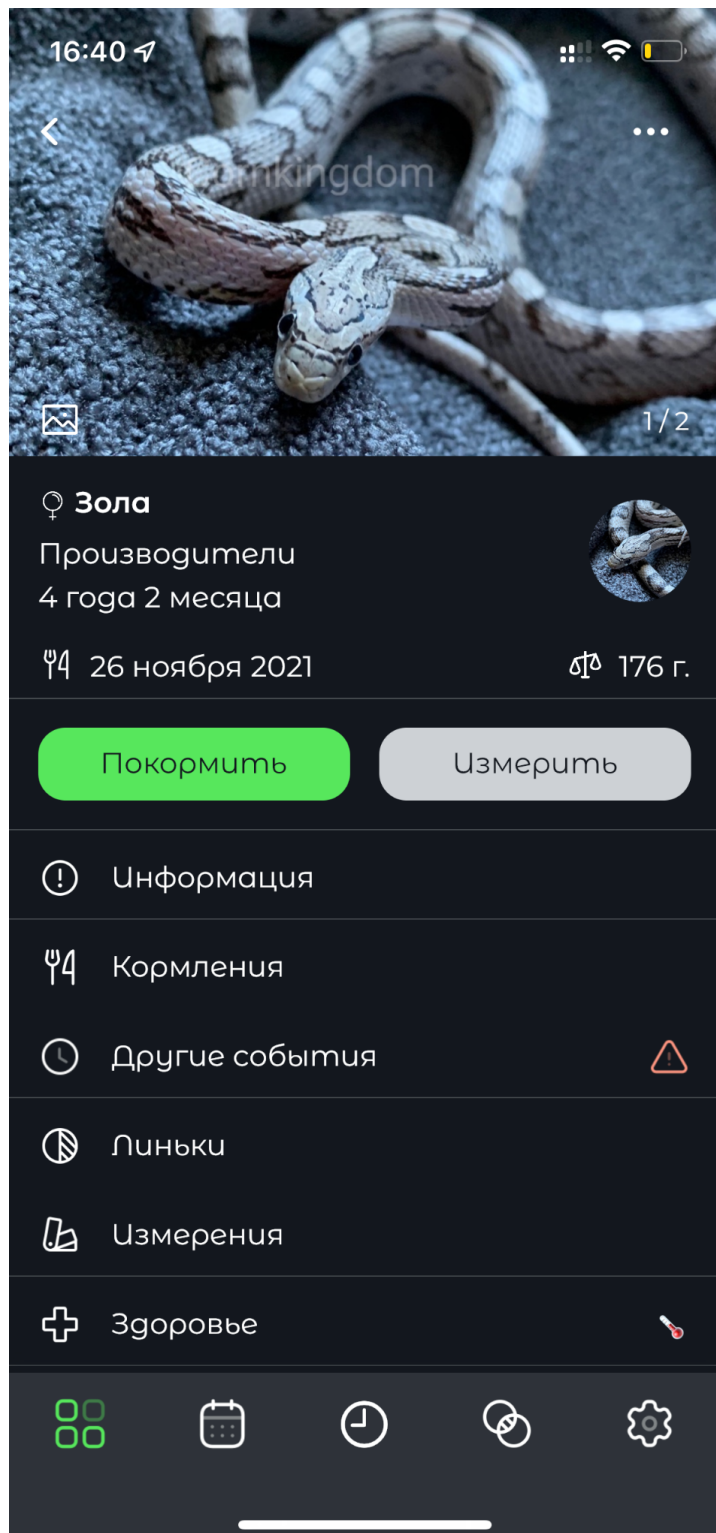 16:40
mkingdom
1 / 2
Зола
Производители
4 года 2 месяца
26 ноября 2021
176 г.
Покормить
Измерить
Информация
Кормления
Другие события
Линьки
Измерения
Здоровье